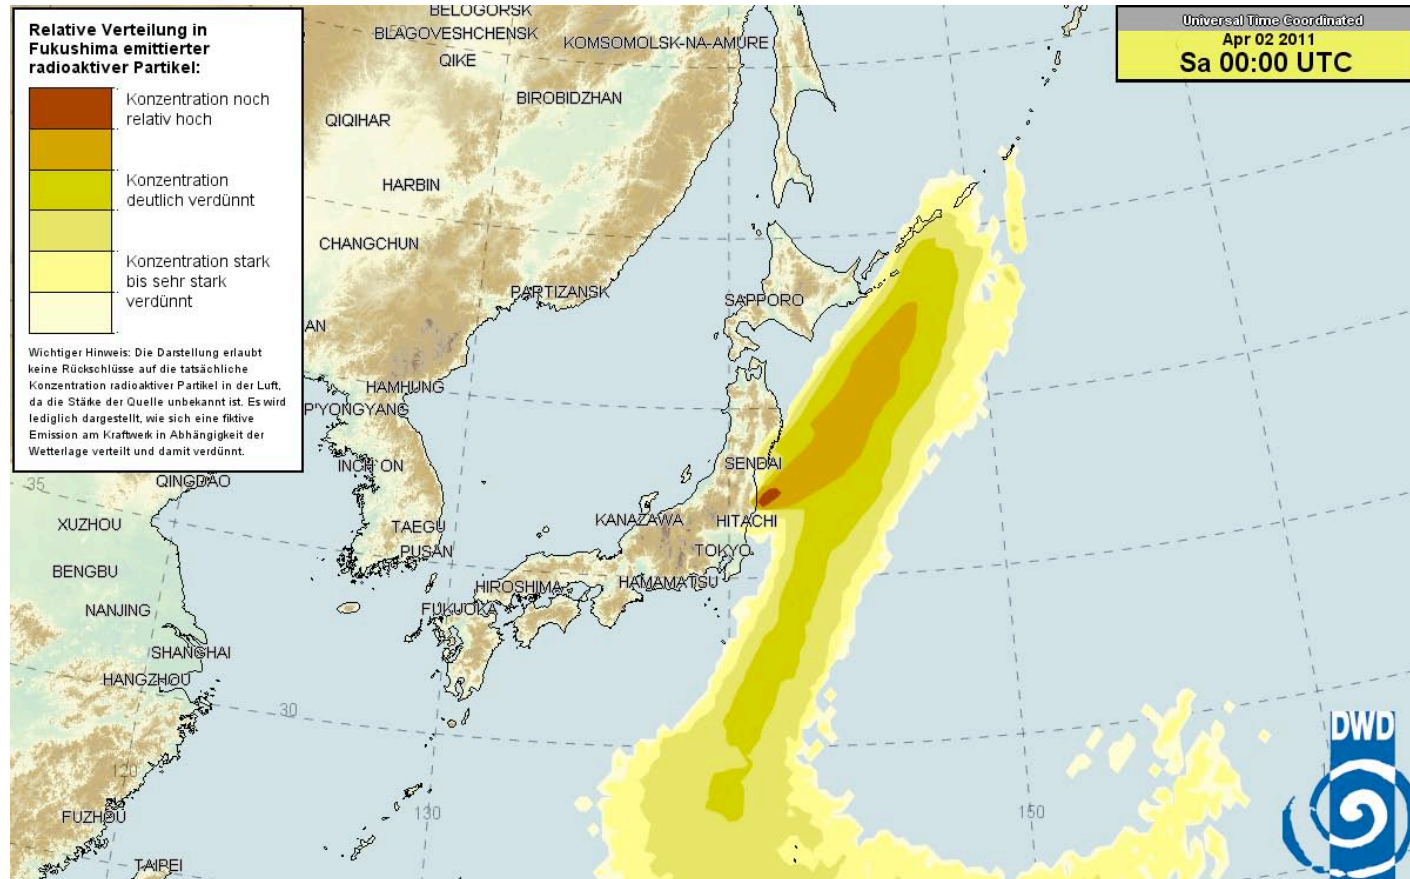 Relative Verteilung in
Fukushima emittierter
radioaktiver Partikel:
Konzentration noch
relativ hoch
Konzentration
deutlich verdünnt
Konzentration stark
bis sehr stark
verdünnt
Wichtiger Hinweis: Die Darstellung erlaubt
keine Rückschlüsse auf die tatsächliche
Konzentration radioaktiver Partikel in der Luft,
da die Stärke der Quelle unbekannt ist. Es wird
lediglich dargestellt, wie sich eine fiktive
Emission am Kraftwerk in Abhängigkeit der
Wetterlage verteilt und damit verdünnt.
Universal Time Coordinated
Apr 02 2011
Sa 00:00 UTC
BELOGORSK
BLAGOVESHCHENSK
KOMSOMOLSK-NA-AMURE
50
QIKE
BIROBIDZHAN
QIQIHAR
HARBIN
CHANGCHUN
PARTIZANSK
SAPPORO
AN
HAMHUNG
P'YONGYANG
SENDAI
INCH'ON
QINGDAO
35
XUZHOU
TAEGU
KANAZAWA
HITACHI
PUSAN
TOKYO
BENGBU
HIROSHIMA
HAMAMATSU
NANJING
FUKUOKA
SHANGHAI
HANGZHOU
30
DWD
120
FUZHOU
130
150
TAIPEI